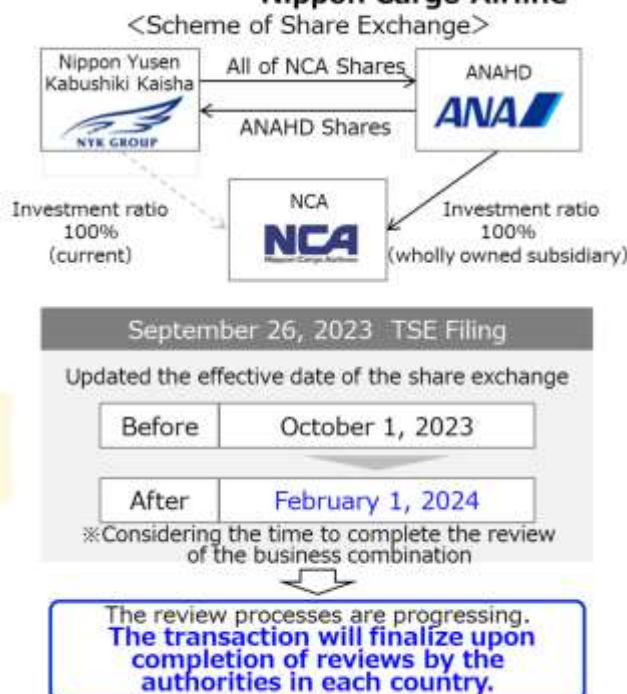 Nippon Cargo Airline
<Scheme of Share Exchange>
Nippon Yusen
Kabushiki Kaisha
NYK GROUP
All of NCA Shares
ANAHD Shares
ANAHD
ANA
NCA
NCA
Nippon Cargo Airlines
Investment ratio
100%
(current)
Investment ratio
100%
(wholly owned subsidiary)
September 26, 2023 TSE Filing
Updated the effective date of the share exchange
Before October 1, 2023
After February 1, 2024
※Considering the time to complete the review
of the business combination
The review processes are progressing.
The transaction will finalize upon
completion of reviews by the
authorities in each country.